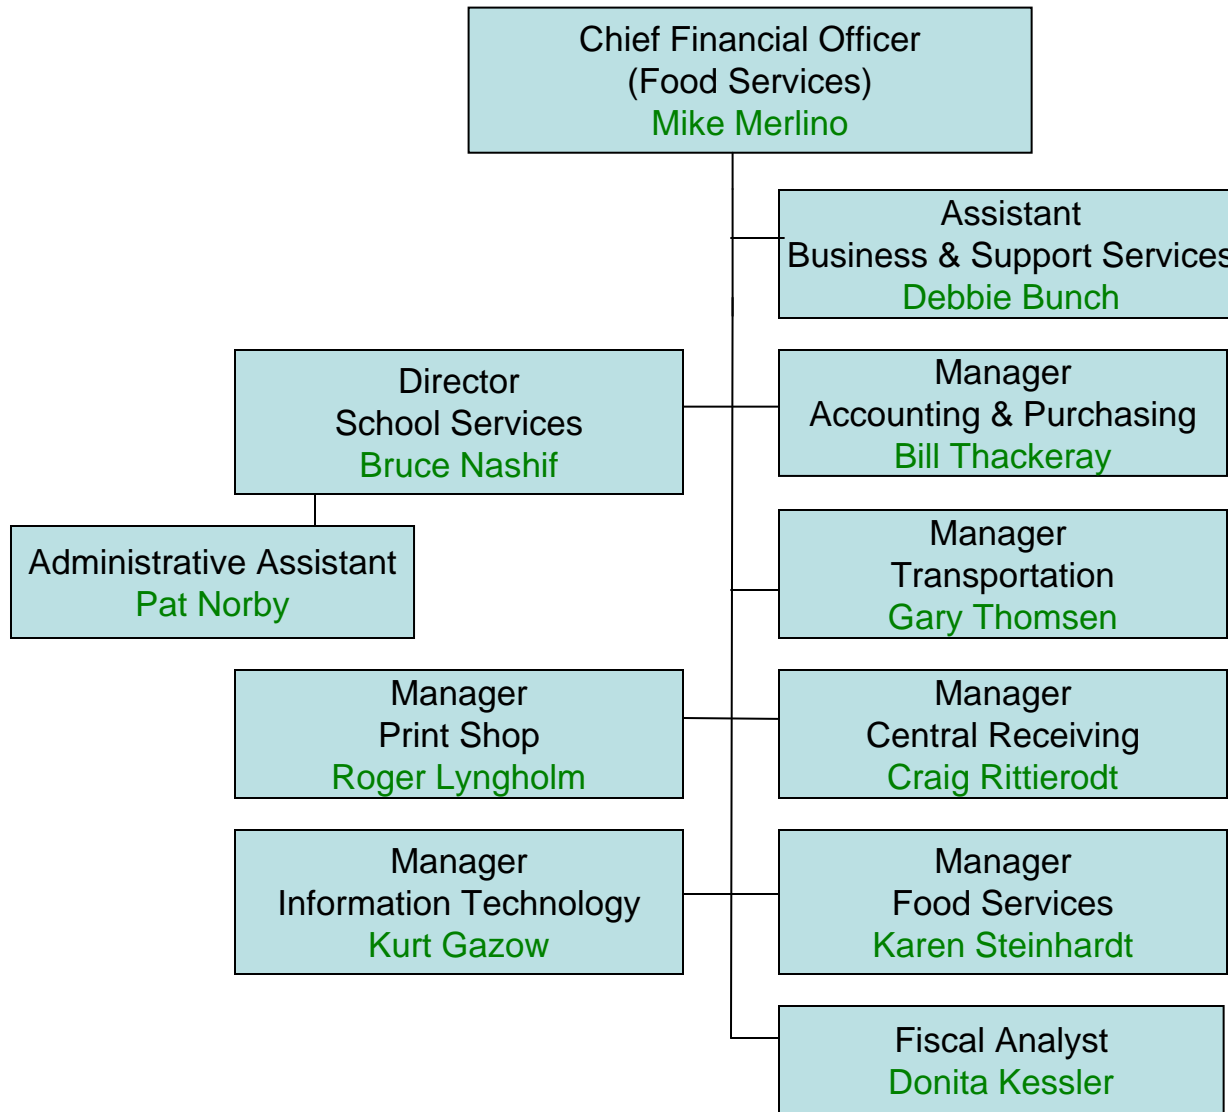 Chief Financial Officer
(Food Services)
Mike Merlino
Assistant
Business & Support Services
Debbie Bunch
Director
School Services
Bruce Nashif
Manager
Accounting & Purchasing
Bill Thackeray
Administrative Assistant
Pat Norby
Manager
Transportation
Gary Thomsen
Manager
Print Shop
Roger Lyngholm
Manager
Central Receiving
Craig Rittierodt
Manager
Information Technology
Kurt Gazow
Manager
Food Services
Karen Steinhardt
Fiscal Analyst
Donita Kessler